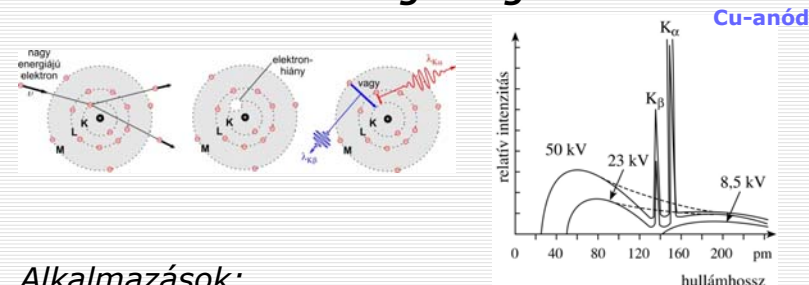 Cu-anód
nagy
energiájú
elektron
K
L
M
elektron-
hiány
K
L
M
vagy
λKα
λKβ
K
L
M
relatív intenzitás
Kα
Kβ
50 kV
23 kV
8,5 kV
0 40 80 120 160 200 pm
hullámhossz
Alkalmazások: